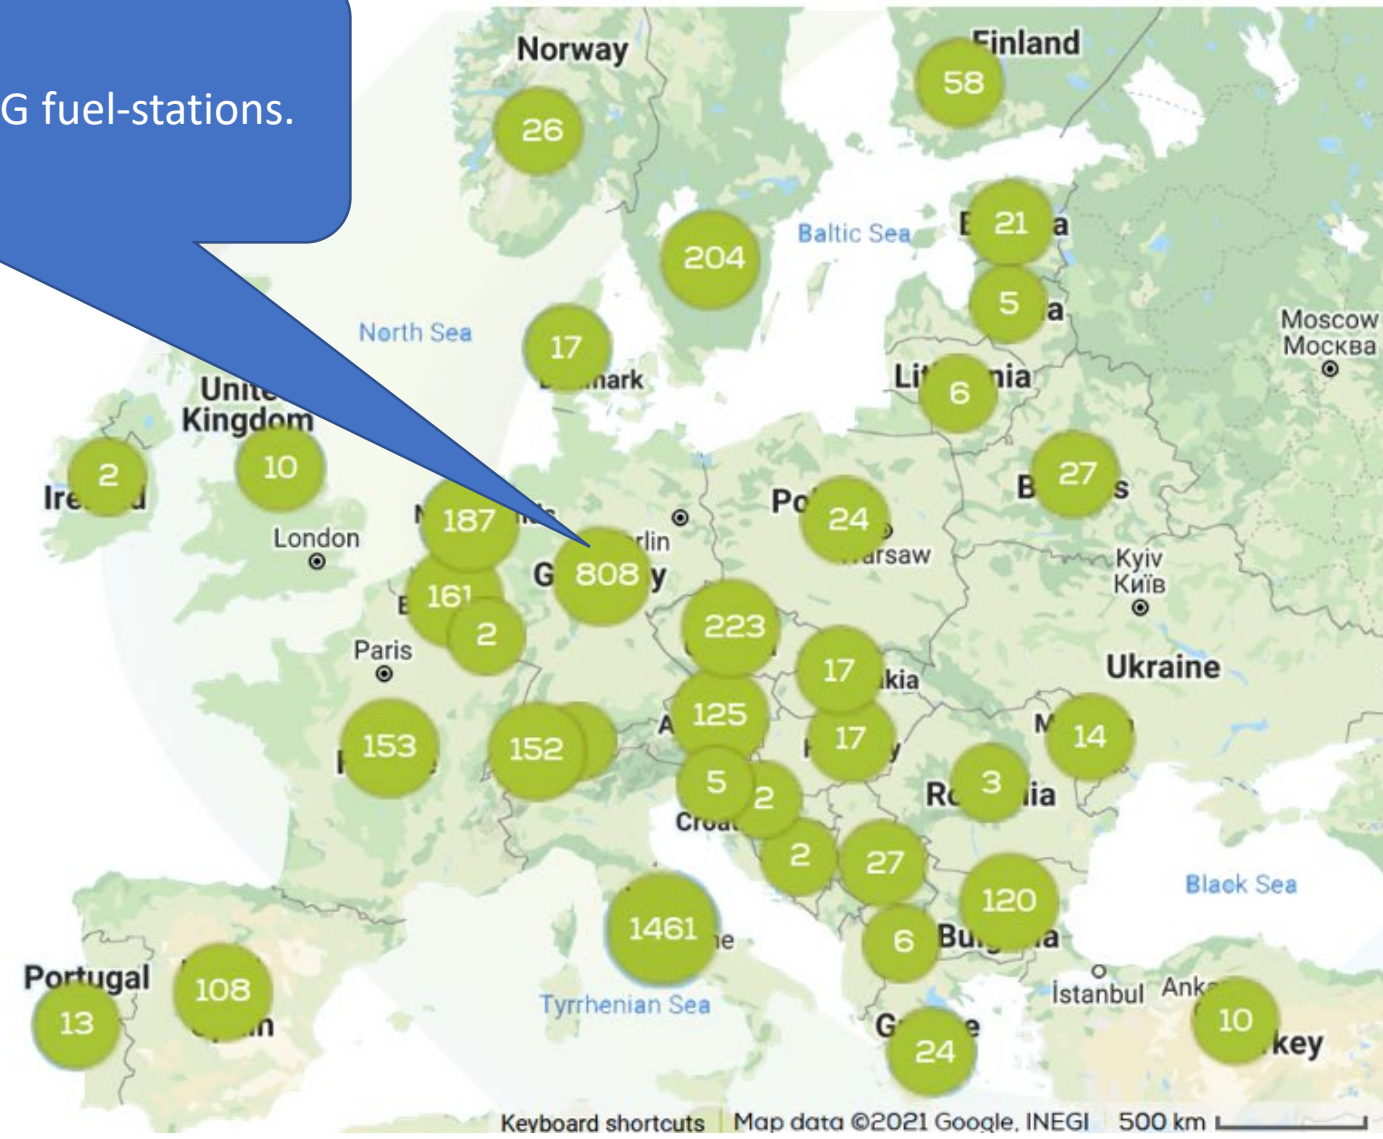 G fuel-stations.
Norway
Finland
58
26
21
204
Baltic Sea
5
Moscow
Москва
North Sea
17
6
Kingdom
2
10
27
187
24
London
808
Kyiv
Київ
161
2
223
Paris
17
Ukraine
125
153
152
17
14
5
2
3
2
27
120
Black Sea
1461
6
Portugal
108
İstanbul
Tyrrhenian Sea
13
10
24
Keyboard shortcuts
Map data ©2021 Google, INEGI
500 km